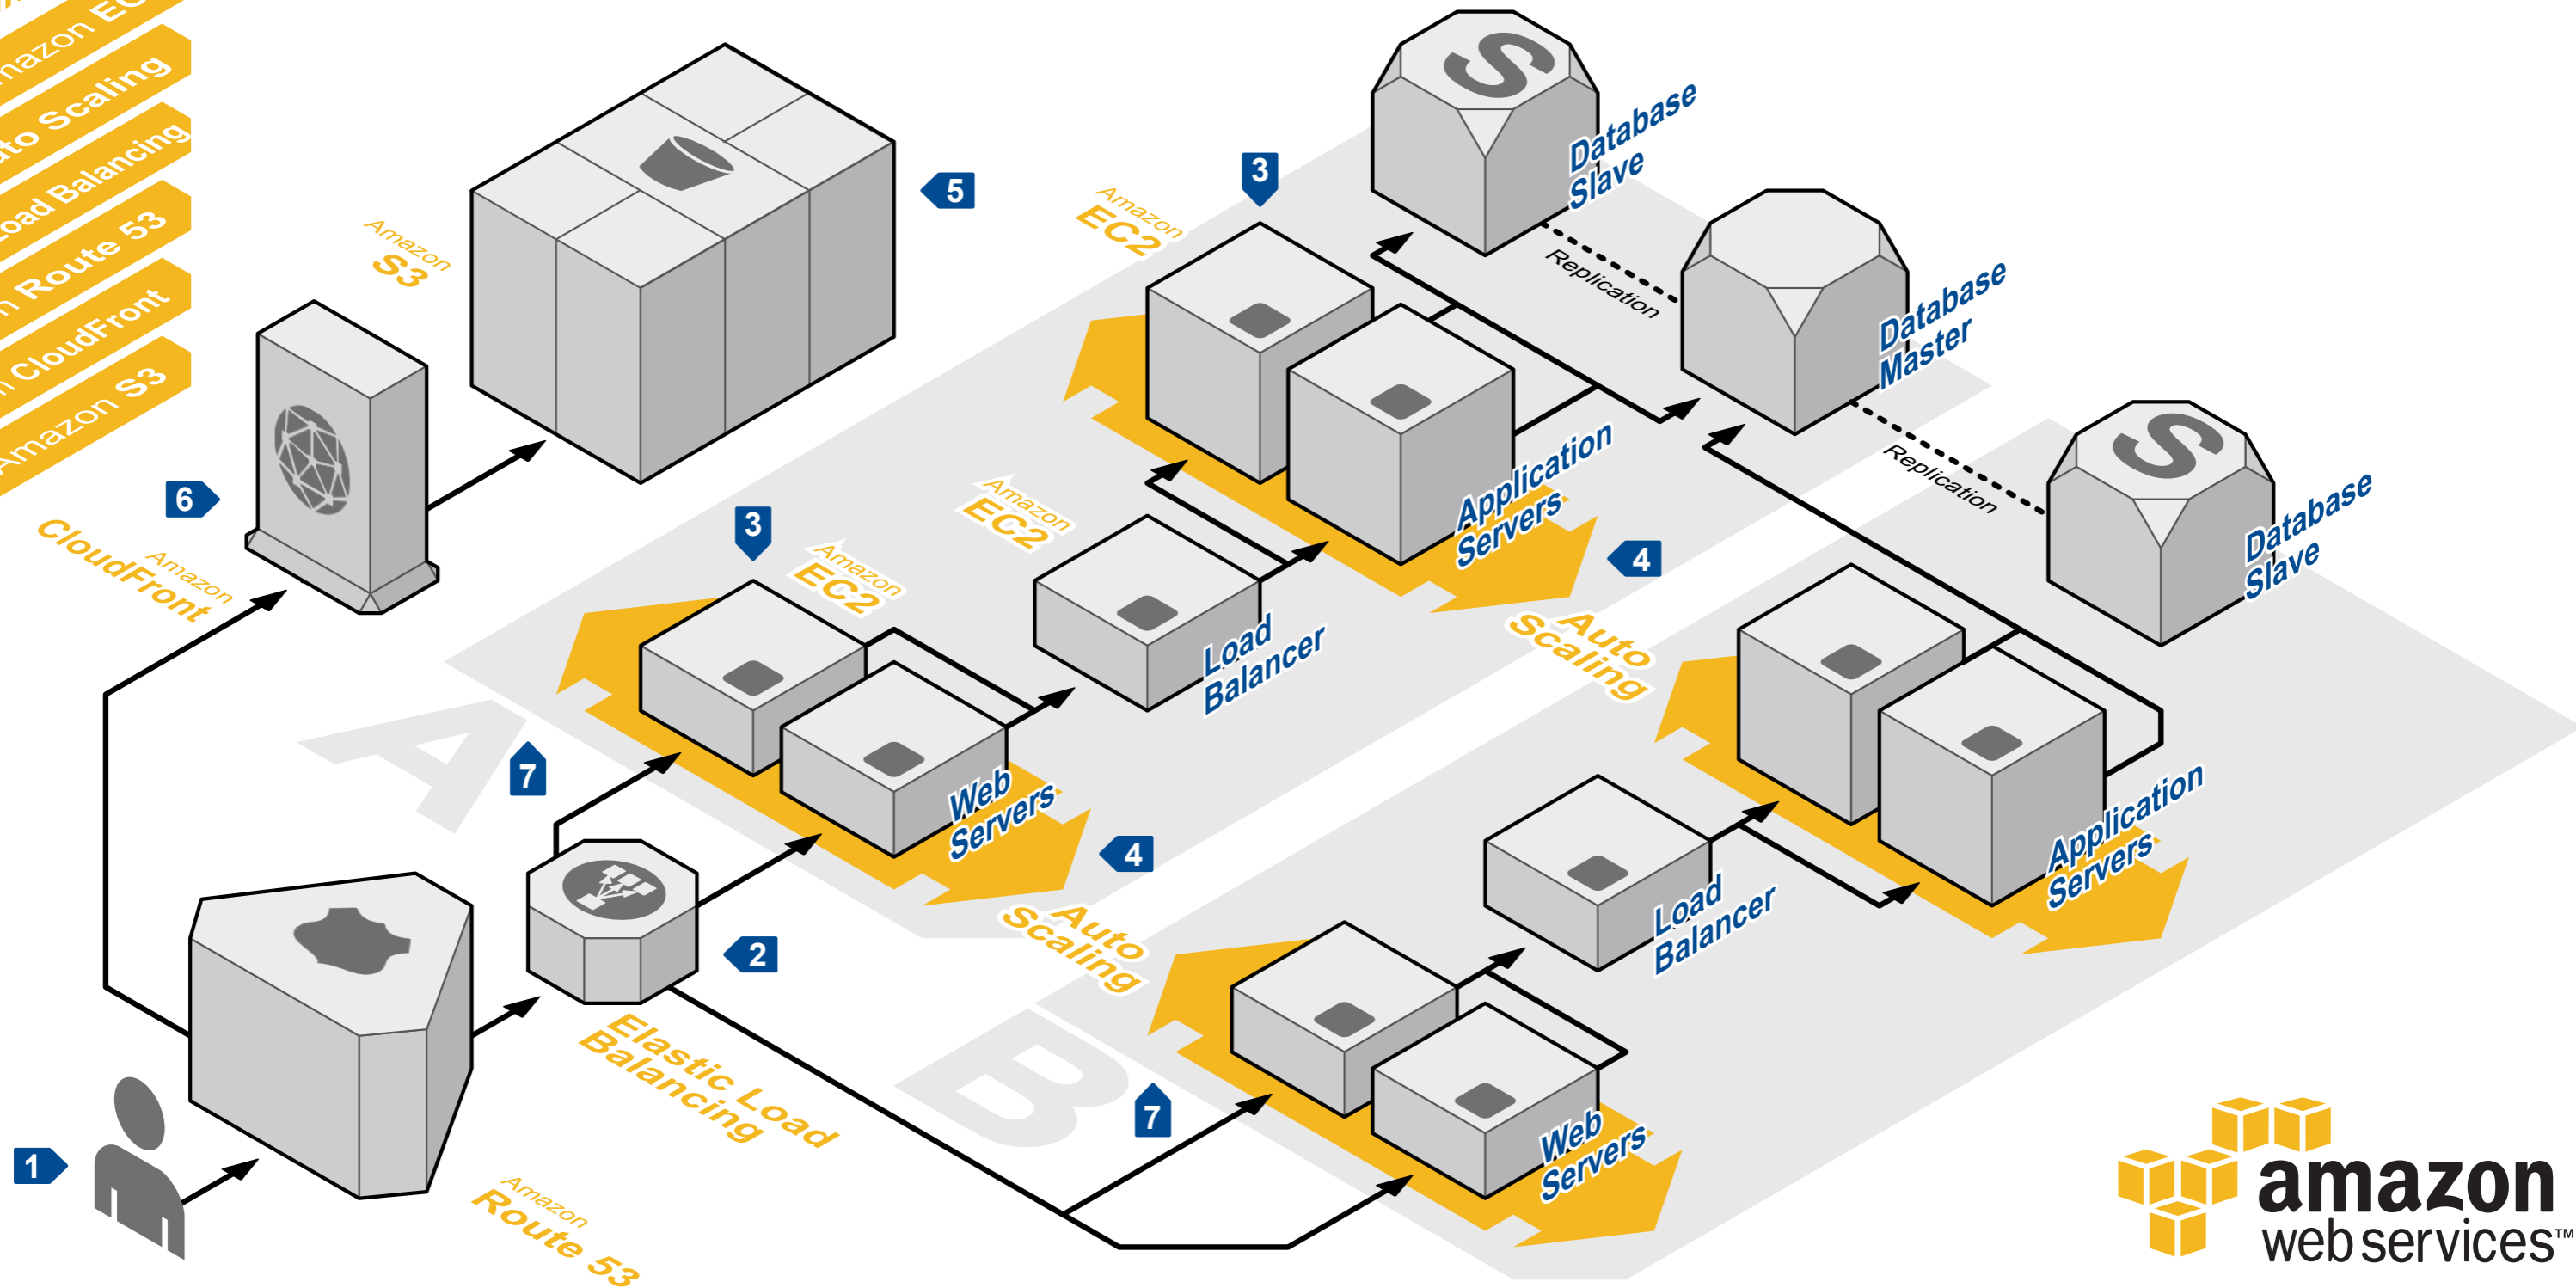 Amazon EC
Auto Scaling
Load Balancing
Route 53
CloudFront
Amazon S3
Amazon
S3
5
6
Amazon
CloudFront
1
Amazon
Route 53
2
Elastic Load
Balancing
A
7
3
Amazon
EC2
Web
Servers
4
Auto
Scaling
Amazon
EC2
Load
Balancer
Amazon
EC2
3
Application
Servers
4
Auto
Scaling
Database
Slave
Replication
Database
Master
Replication
Database
Slave
B
7
Web
Servers
Load
Balancer
Application
Servers
amazon
web services™